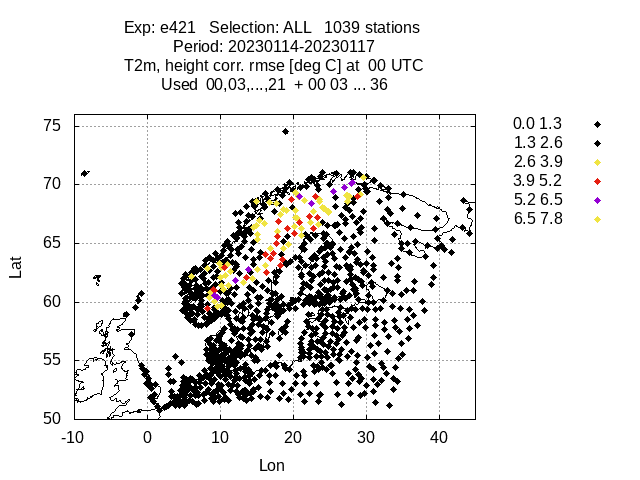 Exp: e421 Selection: ALL 1039 stations
Period: 20230114-20230117
T2m, height corr. rmse [deg C] at 00 UTC
Used 00,03,...,21 + 00 03 ... 36
0.0 1.3
1.3 2.6
2.6 3.9
3.9 5.2
5.2 6.5
6.5 7.8
75
70
65
60
55
50
Lat
-10 0 10 20 30 40
Lon